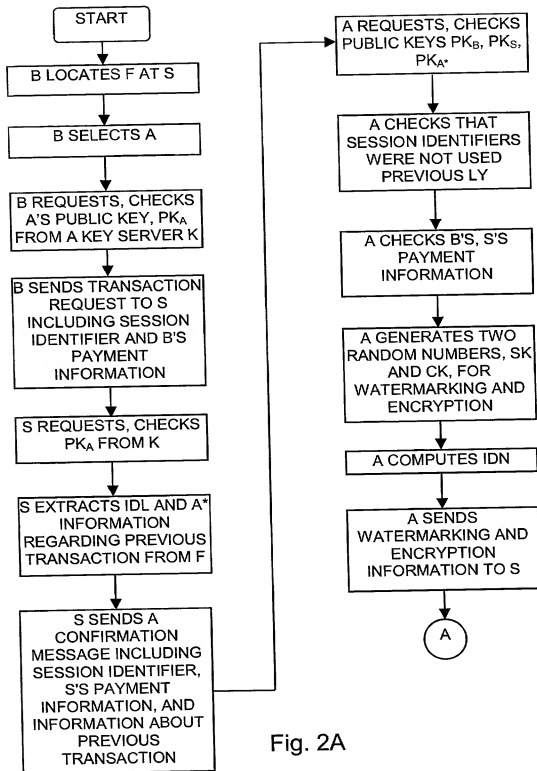 START
B LOCATES F AT S
B SELECTS A
B REQUESTS, CHECKS
A'S PUBLIC KEY, PKA
FROM A KEY SERVER K
B SENDS TRANSACTION
REQUEST TO S
INCLUDING SESSION
IDENTIFIER AND B'S
PAYMENT
INFORMATION
S REQUESTS, CHECKS
PKA FROM K
S EXTRACTS IDL AND A*
INFORMATION
REGARDING PREVIOUS
TRANSACTION FROM F
S SENDS A
CONFIRMATION
MESSAGE INCLUDING
SESSION IDENTIFIER,
S'S PAYMENT
INFORMATION, AND
INFORMATION ABOUT
PREVIOUS
TRANSACTION
A REQUESTS, CHECKS
PUBLIC KEYS PKB, PKS,
PKA*
A CHECKS THAT
SESSION IDENTIFIERS
WERE NOT USED
PREVIOUS LY
A CHECKS B'S, S'S
PAYMENT
INFORMATION
A GENERATES TWO
RANDOM NUMBERS, SK
AND CK, FOR
WATERMARKING AND
ENCRYPTION
A COMPUTES IDN
A SENDS
WATERMARKING AND
ENCRYPTION
INFORMATION TO S
A
Fig. 2A